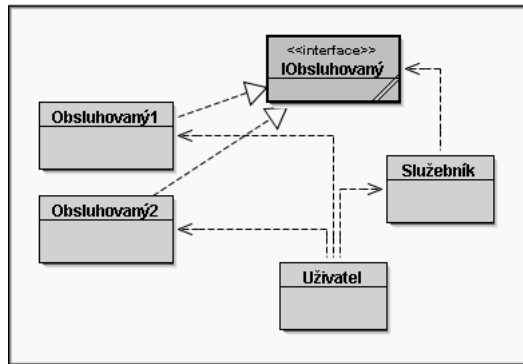 <<interface>>
IObsluhovaný
Obsluhovaný1
Služebník
Obsluhovaný2
Uživatel